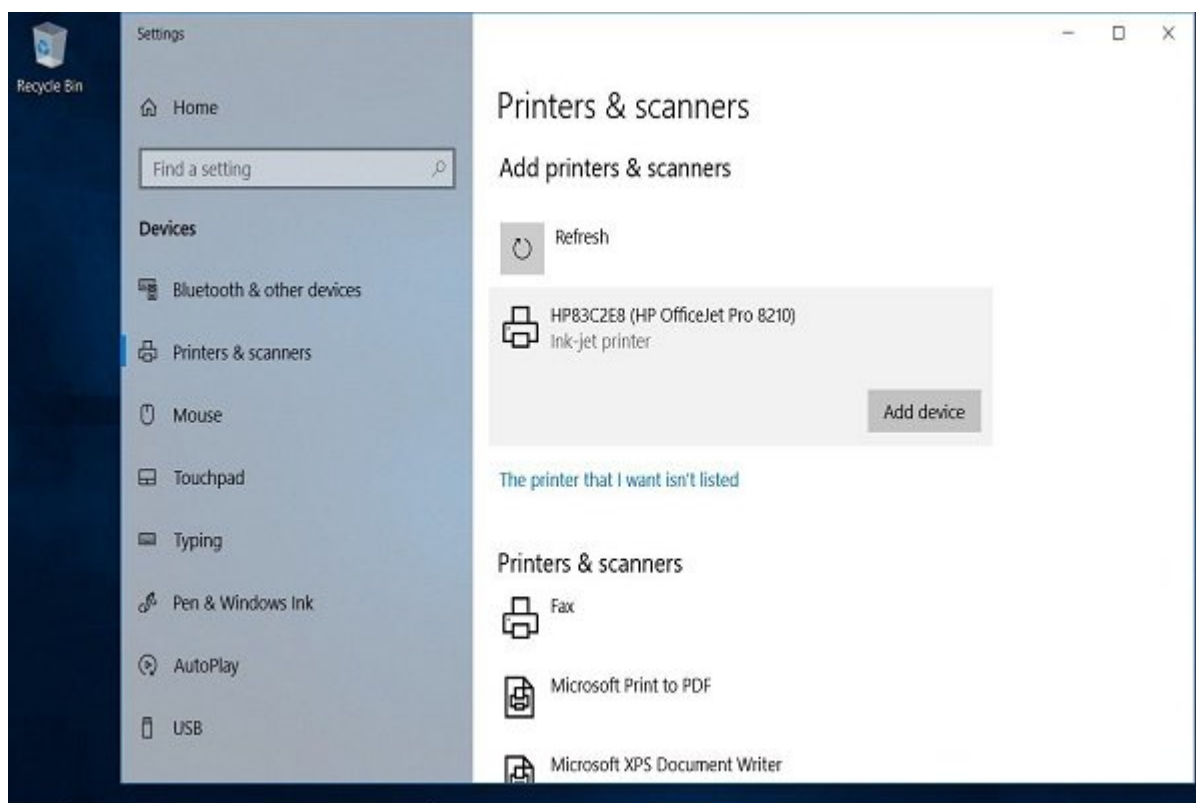 Recycle Bin
Settings
Home
Find a setting
Devices
Bluetooth & other devices
Printers & scanners
Mouse
Touchpad
Typing
Pen & Windows Ink
AutoPlay
USB
Printers & scanners
Add printers & scanners
Refresh
HP83C2E8 (HP OfficeJet Pro 8210)
Ink-jet printer
Add device
The printer that I want isn't listed
Printers & scanners
Fax
Microsoft Print to PDF
Microsoft XPS Document Writer